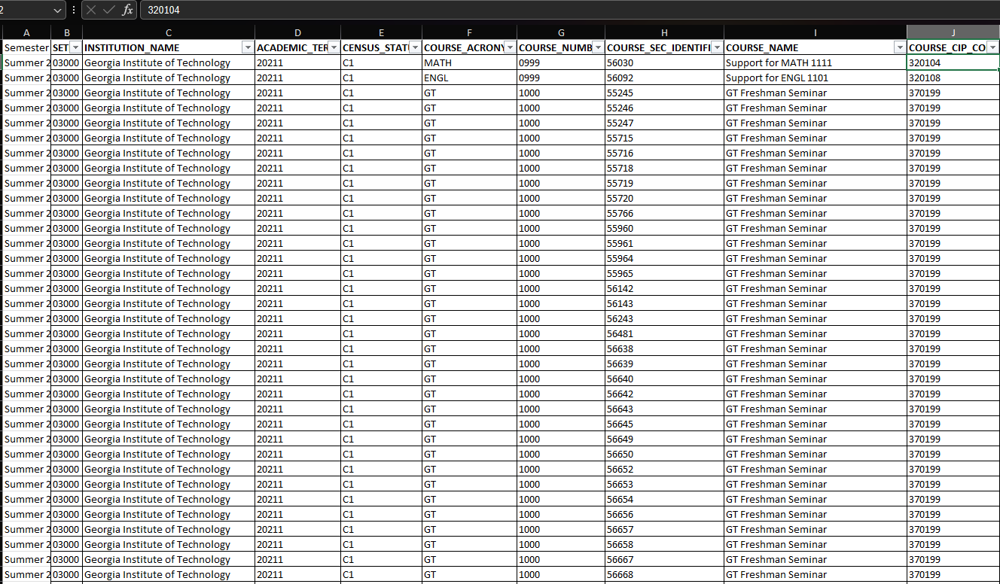 2 fx 320104
A B C D E F G H I J
Semester SET INSTITUTION_NAME ACADEMIC_TER CENSUS_STATU COURSE_ACRONY COURSE_NUMB COURSE_SEC_IDENTIFI COURSE_NAME COURSE_CIP_CO
Summer 2 03000 Georgia Institute of Technology 20211 C1 MATH 0999 56030 Support for MATH 1111 320104
Summer 2 03000 Georgia Institute of Technology 20211 C1 ENGL 0999 56092 Support for ENGL 1101 320108
Summer 2 03000 Georgia Institute of Technology 20211 C1 GT 1000 55245 GT Freshman Seminar 370199
Summer 2 03000 Georgia Institute of Technology 20211 C1 GT 1000 55246 GT Freshman Seminar 370199
Summer 2 03000 Georgia Institute of Technology 20211 C1 GT 1000 55247 GT Freshman Seminar 370199
Summer 2 03000 Georgia Institute of Technology 20211 C1 GT 1000 55715 GT Freshman Seminar 370199
Summer 2 03000 Georgia Institute of Technology 20211 C1 GT 1000 55716 GT Freshman Seminar 370199
Summer 2 03000 Georgia Institute of Technology 20211 C1 GT 1000 55718 GT Freshman Seminar 370199
Summer 2 03000 Georgia Institute of Technology 20211 C1 GT 1000 55719 GT Freshman Seminar 370199
Summer 2 03000 Georgia Institute of Technology 20211 C1 GT 1000 55720 GT Freshman Seminar 370199
Summer 2 03000 Georgia Institute of Technology 20211 C1 GT 1000 55766 GT Freshman Seminar 370199
Summer 2 03000 Georgia Institute of Technology 20211 C1 GT 1000 55960 GT Freshman Seminar 370199
Summer 2 03000 Georgia Institute of Technology 20211 C1 GT 1000 55961 GT Freshman Seminar 370199
Summer 2 03000 Georgia Institute of Technology 20211 C1 GT 1000 55964 GT Freshman Seminar 370199
Summer 2 03000 Georgia Institute of Technology 20211 C1 GT 1000 55965 GT Freshman Seminar 370199
Summer 2 03000 Georgia Institute of Technology 20211 C1 GT 1000 56142 GT Freshman Seminar 370199
Summer 2 03000 Georgia Institute of Technology 20211 C1 GT 1000 56143 GT Freshman Seminar 370199
Summer 2 03000 Georgia Institute of Technology 20211 C1 GT 1000 56243 GT Freshman Seminar 370199
Summer 2 03000 Georgia Institute of Technology 20211 C1 GT 1000 56481 GT Freshman Seminar 370199
Summer 2 03000 Georgia Institute of Technology 20211 C1 GT 1000 56638 GT Freshman Seminar 370199
Summer 2 03000 Georgia Institute of Technology 20211 C1 GT 1000 56639 GT Freshman Seminar 370199
Summer 2 03000 Georgia Institute of Technology 20211 C1 GT 1000 56640 GT Freshman Seminar 370199
Summer 2 03000 Georgia Institute of Technology 20211 C1 GT 1000 56642 GT Freshman Seminar 370199
Summer 2 03000 Georgia Institute of Technology 20211 C1 GT 1000 56643 GT Freshman Seminar 370199
Summer 2 03000 Georgia Institute of Technology 20211 C1 GT 1000 56645 GT Freshman Seminar 370199
Summer 2 03000 Georgia Institute of Technology 20211 C1 GT 1000 56649 GT Freshman Seminar 370199
Summer 2 03000 Georgia Institute of Technology 20211 C1 GT 1000 56650 GT Freshman Seminar 370199
Summer 2 03000 Georgia Institute of Technology 20211 C1 GT 1000 56652 GT Freshman Seminar 370199
Summer 2 03000 Georgia Institute of Technology 20211 C1 GT 1000 56653 GT Freshman Seminar 370199
Summer 2 03000 Georgia Institute of Technology 20211 C1 GT 1000 56654 GT Freshman Seminar 370199
Summer 2 03000 Georgia Institute of Technology 20211 C1 GT 1000 56656 GT Freshman Seminar 370199
Summer 2 03000 Georgia Institute of Technology 20211 C1 GT 1000 56657 GT Freshman Seminar 370199
Summer 2 03000 Georgia Institute of Technology 20211 C1 GT 1000 56658 GT Freshman Seminar 370199
Summer 2 03000 Georgia Institute of Technology 20211 C1 GT 1000 56667 GT Freshman Seminar 370199
Summer 2 03000 Georgia Institute of Technology 20211 C1 GT 1000 56668 GT Freshman Seminar 370199